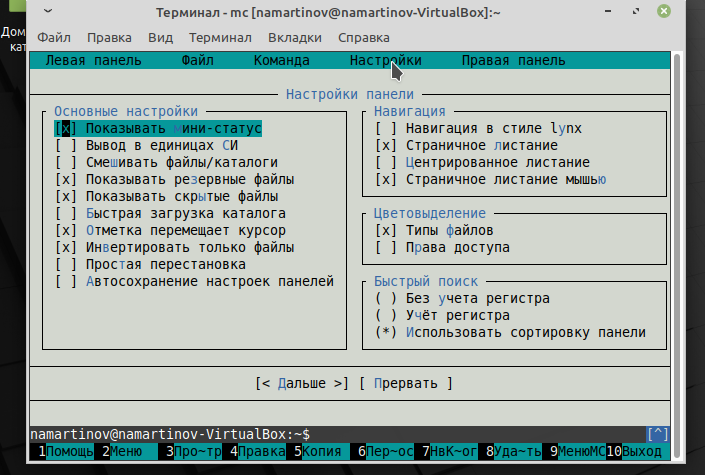 Дом
кат
Терминал - mc [namartinov@namartinov-VirtualBox]:~
Файл Правка Вид Терминал Вкладки Справка
Левая панель Файл Команда Настройки Правая панель
Настройки панели
Основные настройки
[x] Показывать мини-статус
[ ] Вывод в единицах СИ
[ ] Смешивать файлы/каталоги
[x] Показывать резервные файлы
[x] Показывать скрытые файлы
[ ] Быстрая загрузка каталога
[x] Отметка перемещает курсор
[x] Инвертировать только файлы
[ ] Простая перестановка
[ ] Автосохранение настроек панелей
Навигация
[ ] Навигация в стиле lynx
[x] Страничное листание
[ ] Центрированное листание
[x] Страничное листание мышью
Цветовыделение
[x] Типы файлов
[ ] Права доступа
Быстрый поиск
( ) Без учета регистра
( ) Учёт регистра
(*) Использовать сортировку панели
[< Дальше >] [ Прервать ]
namartinov@namartinov-VirtualBox:~$ [^]
1Помощь 2Меню 3Про~тр 4Правка 5Копия 6Пер~ос 7НвК~ог 8Уда~ть 9МенюMC 10Выход